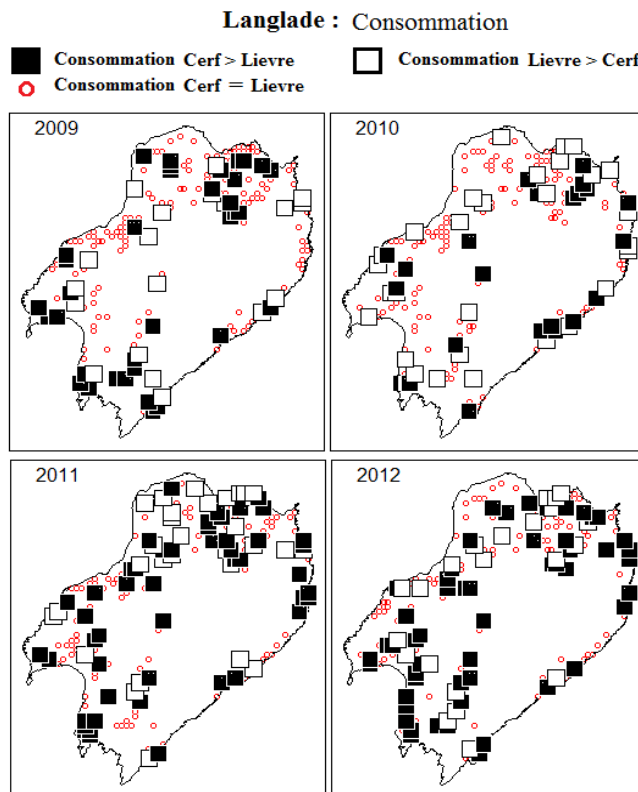 Langlade : Consommation
Consommation Cerf > Lievre
Consommation Lievre > Cerf
Consommation Cerf = Lievre
2009
2010
2011
2012